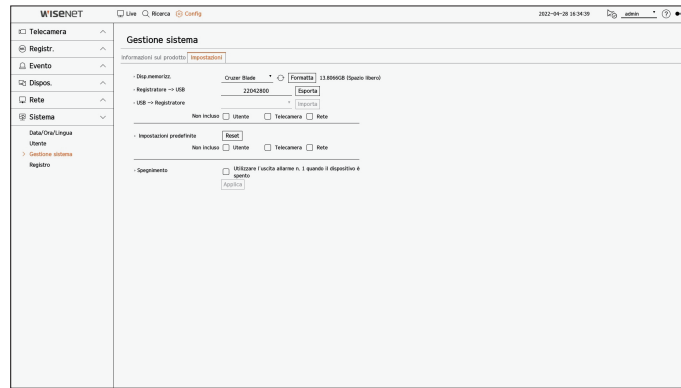 WISENET
Live Ricerca Config
2022-04-28 16:34:39 admin ?
Telecamera
Registr.
Evento
Dispos.
Rete
Sistema
Data/Ora/Lingua
Utente
> Gestione sistema
Registro
Gestione sistema
Informazioni sul prodotto Impostazioni
- Disp.memorizz. Cruzer Blade Formatta 13.8066GB (Spazio libero)
- Registratore -> USB 22042800 Esporta
- USB -> Registratore Importa
Non incluso Utente Telecamera Rete
- Impostazioni predefinite Reset
Non incluso Utente Telecamera Rete
- Spegnimento Utilizzare l'uscita allarme n. 1 quando il dispositivo è
spento
Applica